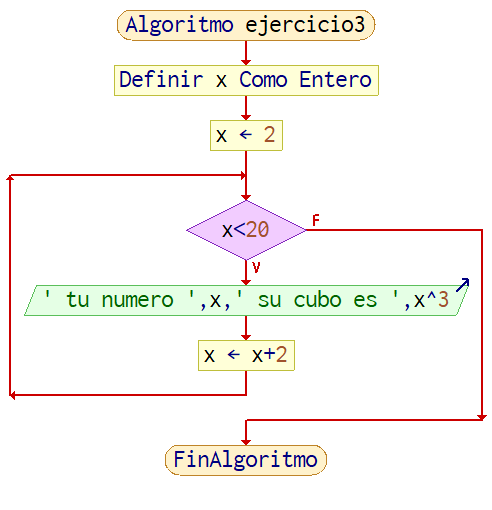 Algoritmo ejercicio3
Definir x Como Entero
x ← 2
x<20
F
V
' tu numero ',x,' su cubo es ',x^3
x ← x+2
FinAlgoritmo